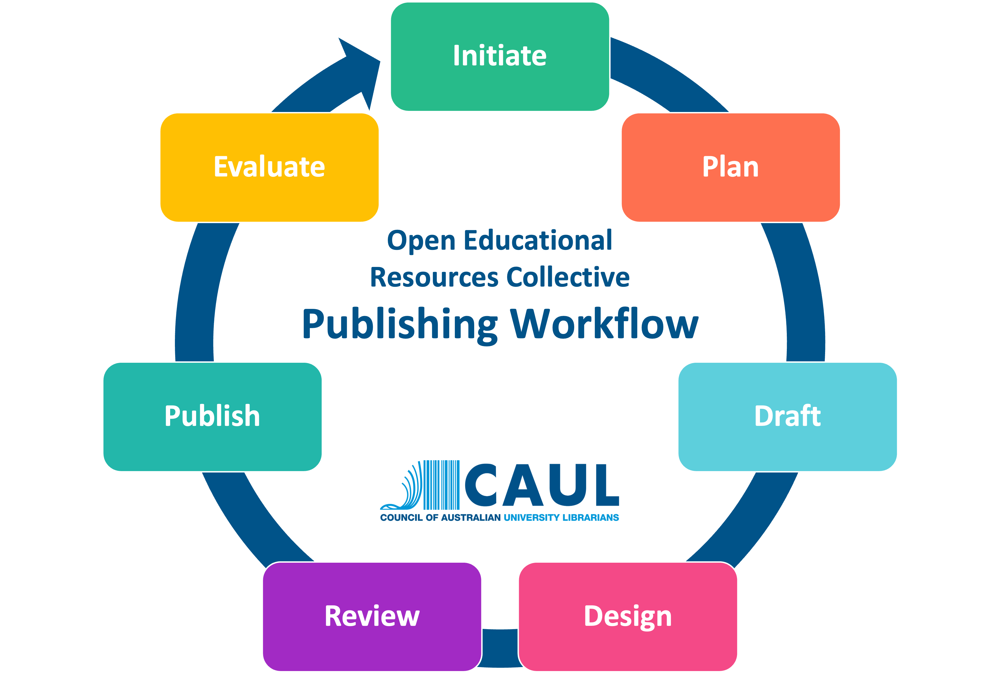 Initiate
Evaluate
Plan
Open Educational
Resources Collective
Publishing Workflow
Publish
Draft
CAUL
COUNCIL OF AUSTRALIAN UNIVERSITY LIBRARIANS
Review
Design